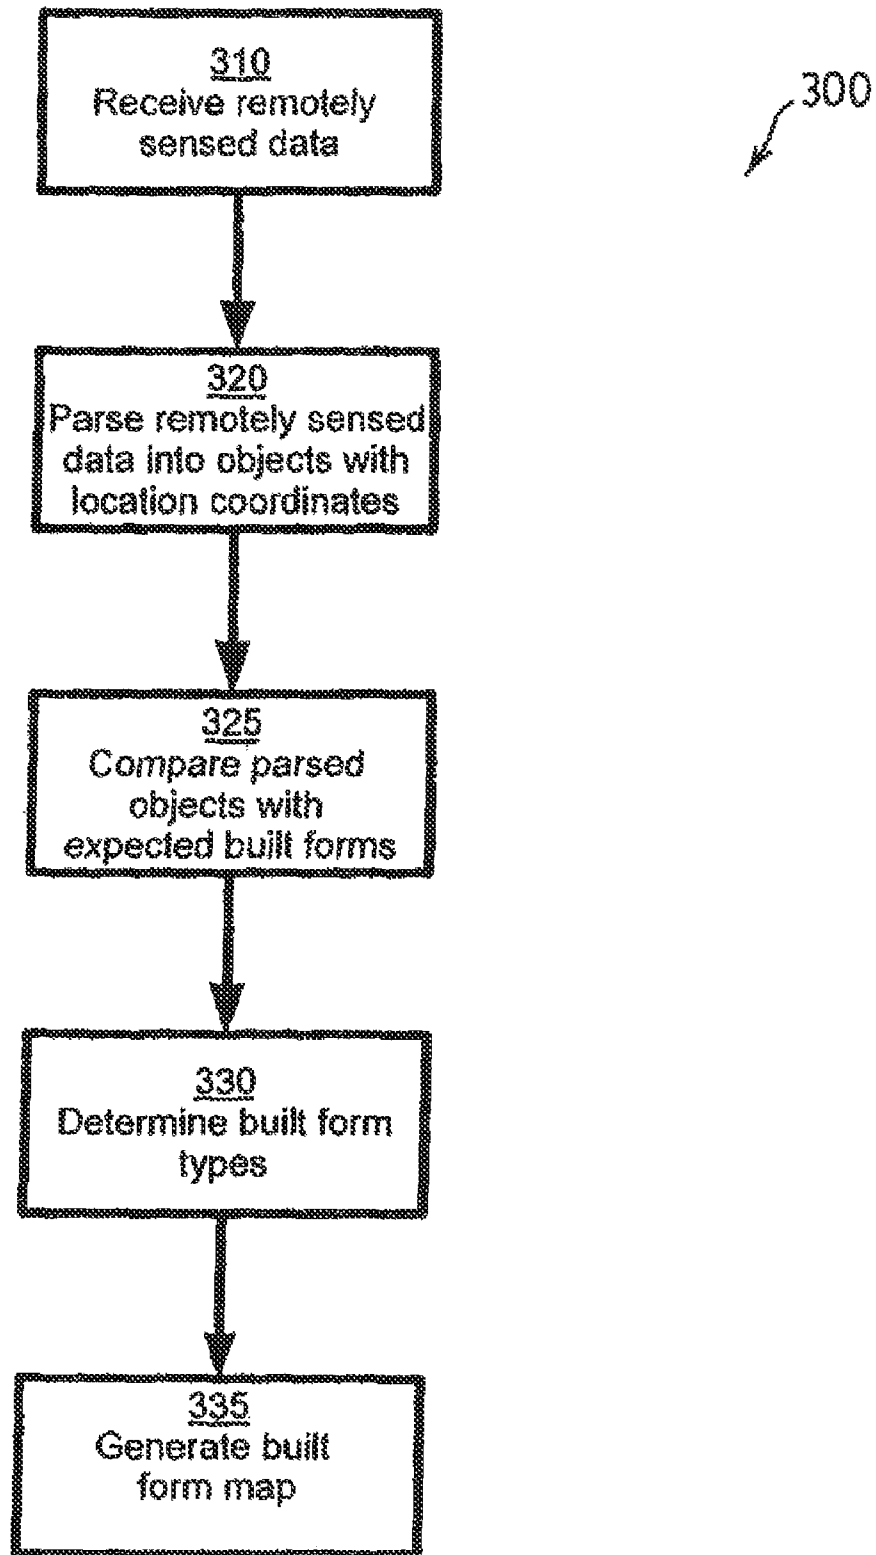 310
Receive remotely
sensed data
300
320
Parse remotely sensed
data into objects with
location coordinates
325
Compare parsed
objects with
expected built forms
330
Determine built form
types
335
Generate built
form map